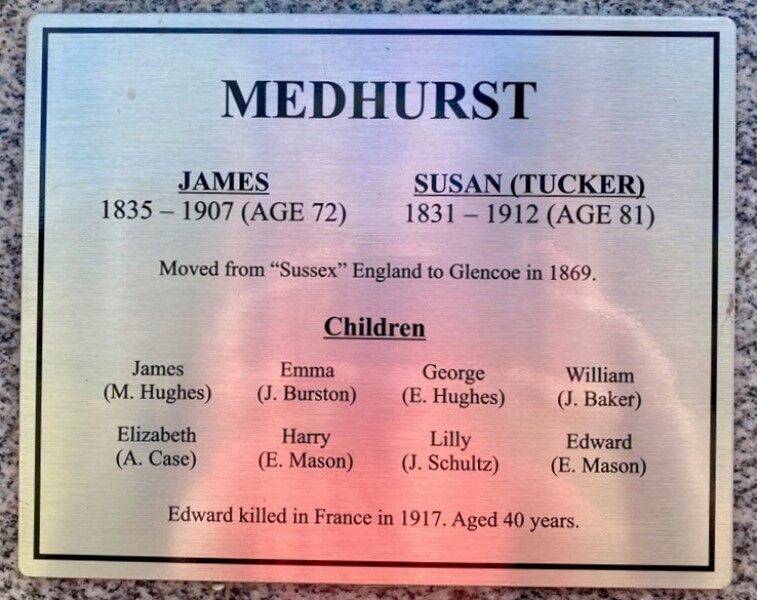 MEDHURST
JAMES SUSAN (TUCKER)
1835 – 1907 (AGE 72) 1831 – 1912 (AGE 81)
Moved from “Sussex” England to Glencoe in 1869.
Children
James Emma George William
(M. Hughes) (J. Burston) (E. Hughes) (J. Baker)
Elizabeth Harry Lilly Edward
(A. Case) (E. Mason) (J. Schultz) (E. Mason)
Edward killed in France in 1917. Aged 40 years.